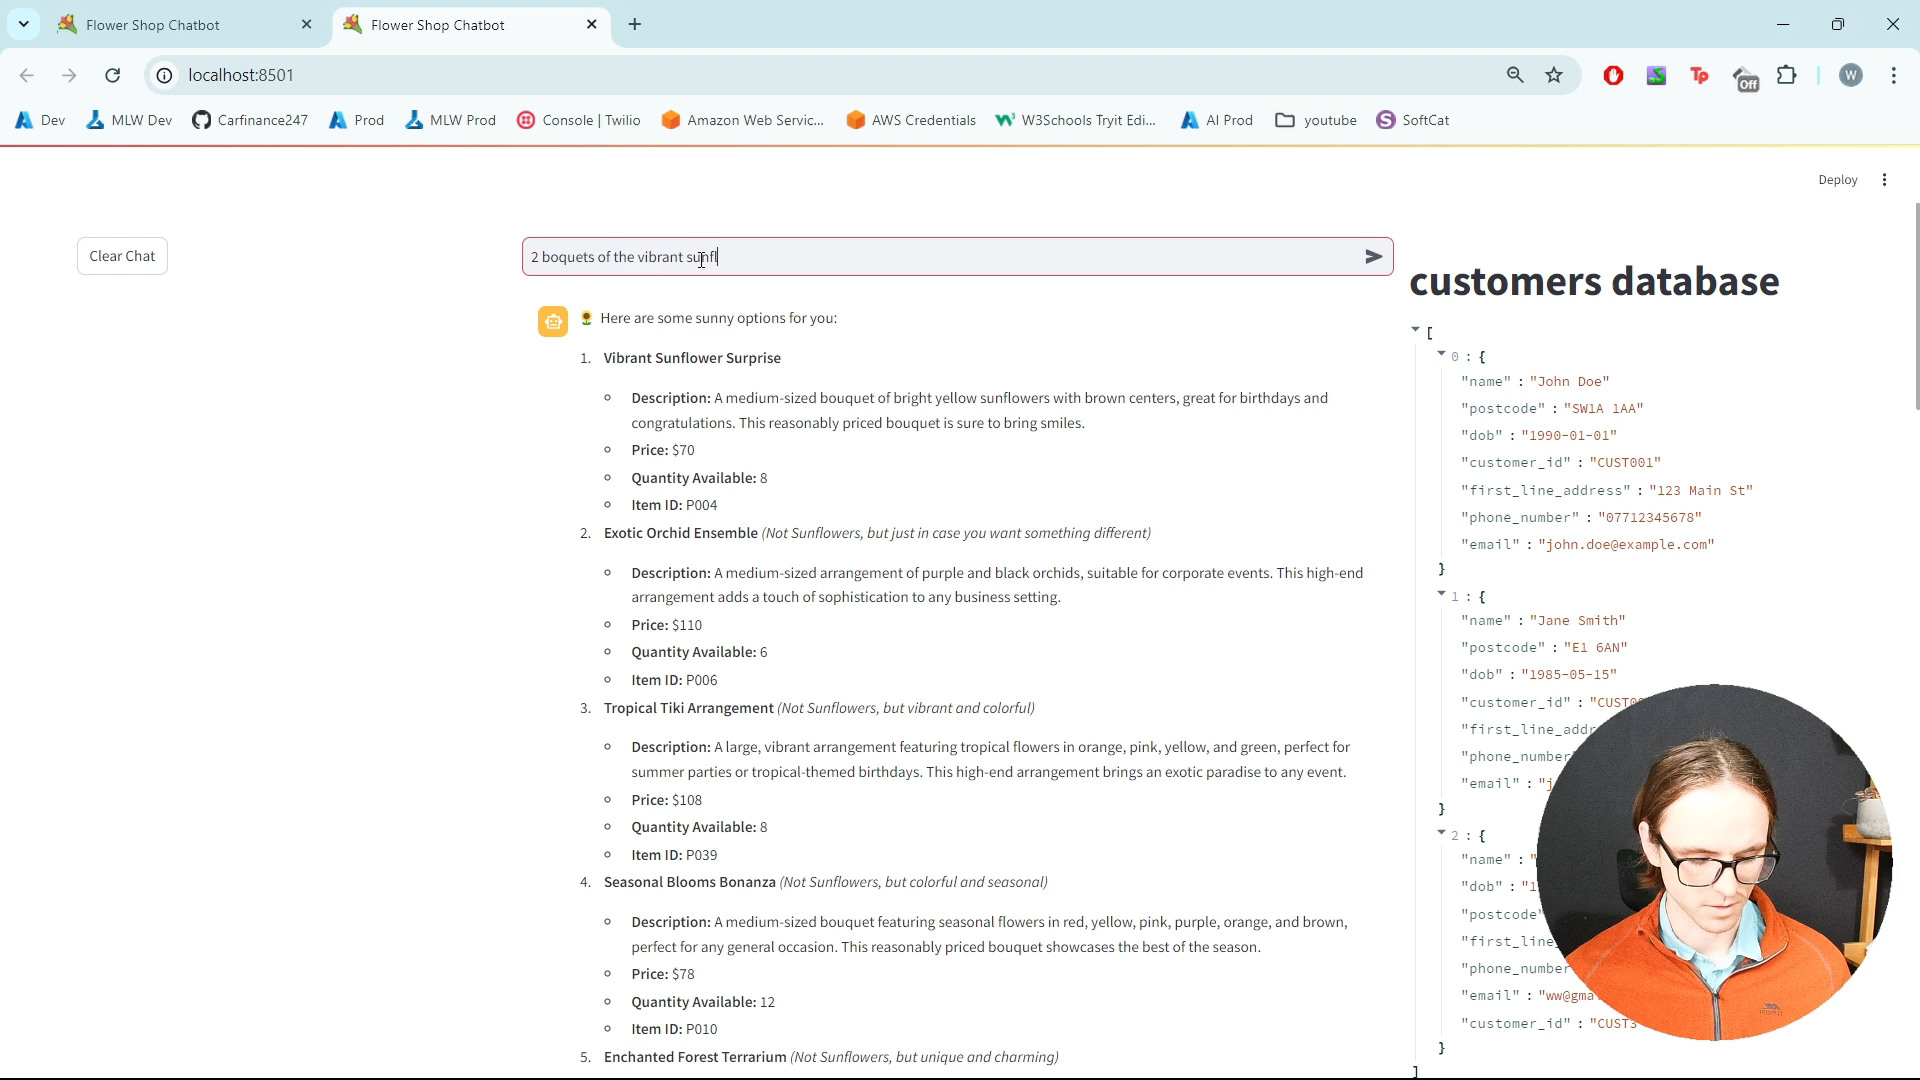 Flower Shop Chatbot
Flower Shop Chatbot
localhost:8501
Tp
Off
W
Dev
MLW Dev
Carfinance247
Prod
MLW Prod
Console | Twilio
Amazon Web Servic...
AWS Credentials
W3Schools Tryit Edi...
AI Prod
youtube
SoftCat
Deploy
Clear Chat
2 boquets of the vibrant sunfl
Here are some sunny options for you:
1. Vibrant Sunflower Surprise
Description: A medium-sized bouquet of bright yellow sunflowers with brown centers, great for birthdays and
congratulations. This reasonably priced bouquet is sure to bring smiles.
Price: $70
Quantity Available: 8
Item ID: P004
2. Exotic Orchid Ensemble (Not Sunflowers, but just in case you want something different)
Description: A medium-sized arrangement of purple and black orchids, suitable for corporate events. This high-end
arrangement adds a touch of sophistication to any business setting.
Price: $110
Quantity Available: 6
Item ID: P006
3. Tropical Tiki Arrangement (Not Sunflowers, but vibrant and colorful)
Description: A large, vibrant arrangement featuring tropical flowers in orange, pink, yellow, and green, perfect for
summer parties or tropical-themed birthdays. This high-end arrangement brings an exotic paradise to any event.
Price: $108
Quantity Available: 8
Item ID: P039
4. Seasonal Blooms Bonanza (Not Sunflowers, but colorful and seasonal)
Description: A medium-sized bouquet featuring seasonal flowers in red, yellow, pink, purple, orange, and brown,
perfect for any general occasion. This reasonably priced bouquet showcases the best of the season.
Price: $78
Quantity Available: 12
Item ID: P010
5. Enchanted Forest Terrarium (Not Sunflowers, but unique and charming)
customers database
[
0 : {
"name" : "John Doe"
"postcode" : "SW1A 1AA"
"dob" : "1990-01-01"
"customer_id" : "CUST001"
"first_line_address" : "123 Main St"
"phone_number" : "07712345678"
"email" : "john.doe@example.com"
}
1 : {
"name" : "Jane Smith"
"postcode" : "E1 6AN"
"dob" : "1985-05-15"
"customer_id" : "CUST0
"first_line_addr
"phone_number
"email" : "j
}
2 : {
"name" : "
"dob" : "1
"postcode"
"first_line
"phone_number
"email" : "ww@gma
"customer_id" : "CUST3
}
]